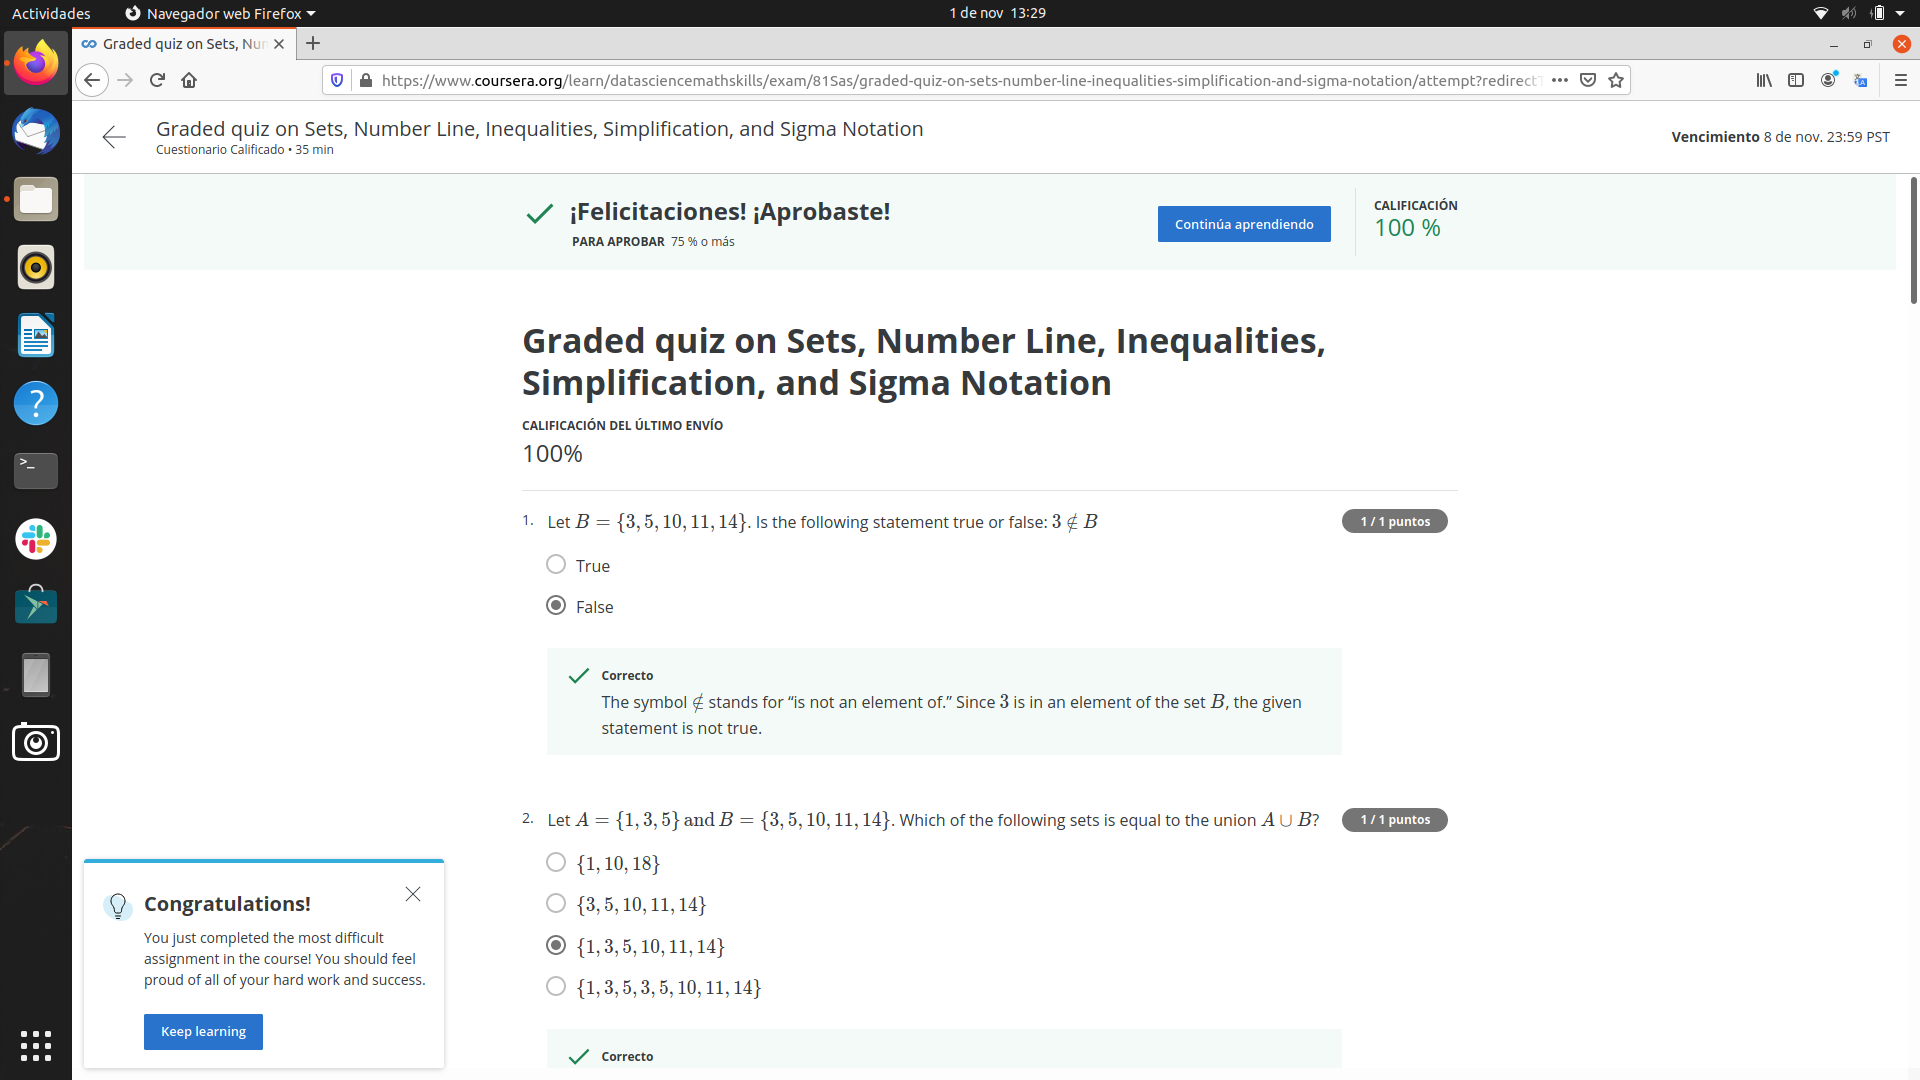 Actividades
Navegador web Firefox
1 de nov 13:29
Graded quiz on Sets, Nu
https://www.coursera.org/learn/datasciencemathskills/exam/81Sas/graded-quiz-on-sets-number-line-inequalities-simplification-and-sigma-notation/attempt?redirect
Graded quiz on Sets, Number Line, Inequalities, Simplification, and Sigma Notation
Cuestionario Calificado • 35 min
Vencimiento 8 de nov. 23:59 PST
¡Felicitaciones! ¡Aprobaste!
PARA APROBAR 75 % o más
Continúa aprendiendo
CALIFICACIÓN
100 %
Graded quiz on Sets, Number Line, Inequalities,
Simplification, and Sigma Notation
CALIFICACIÓN DEL ÚLTIMO ENVÍO
100%
1. Let B = {3, 5, 10, 11, 14}. Is the following statement true or false: 3 ∉ B
1 / 1 puntos
True
False
Correcto
The symbol ∉ stands for “is not an element of.” Since 3 is in an element of the set B, the given
statement is not true.
2. Let A = {1, 3, 5} and B = {3, 5, 10, 11, 14}. Which of the following sets is equal to the union A ∪ B?
1 / 1 puntos
{1, 10, 18}
{3, 5, 10, 11, 14}
{1, 3, 5, 10, 11, 14}
{1, 3, 5, 3, 5, 10, 11, 14}
Correcto
Congratulations!
You just completed the most difficult
assignment in the course! You should feel
proud of all of your hard work and success.
Keep learning